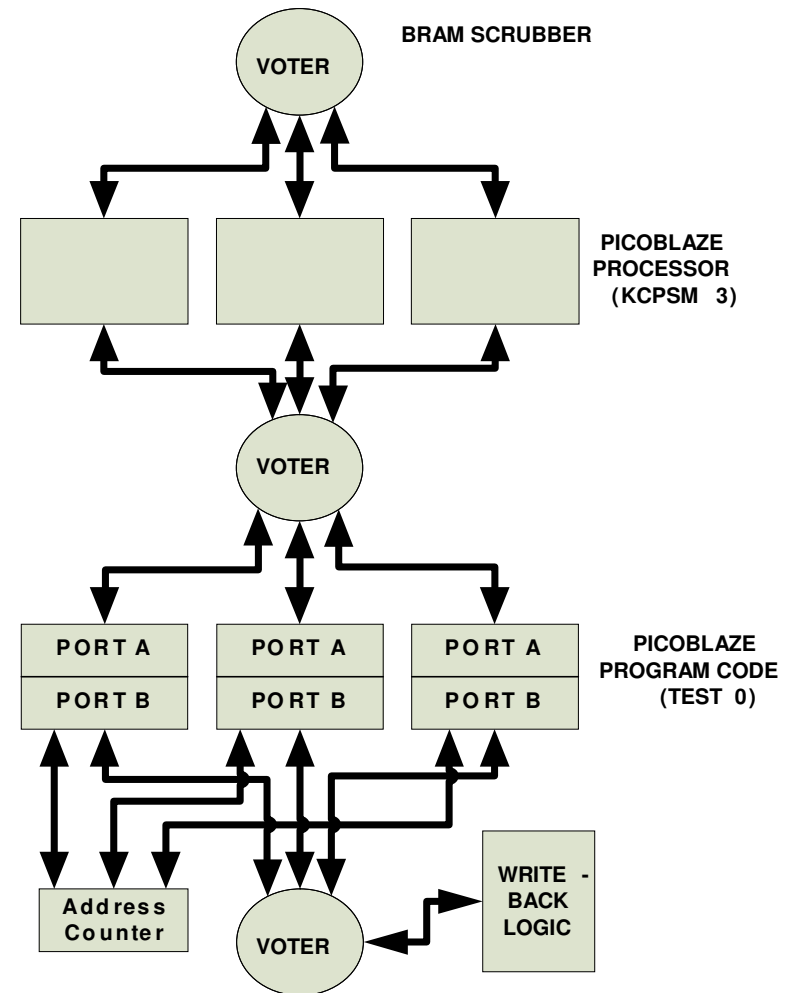 BRAM SCRUBBER
VOTER
PICOBLAZE
PROCESSOR
(KCPSM 3)
VOTER
PORT A PORT A PORT A
PORT B PORT B PORT B
PICOBLAZE
PROGRAM CODE
(TEST 0)
Address
Counter
VOTER
WRITE -
BACK
LOGIC